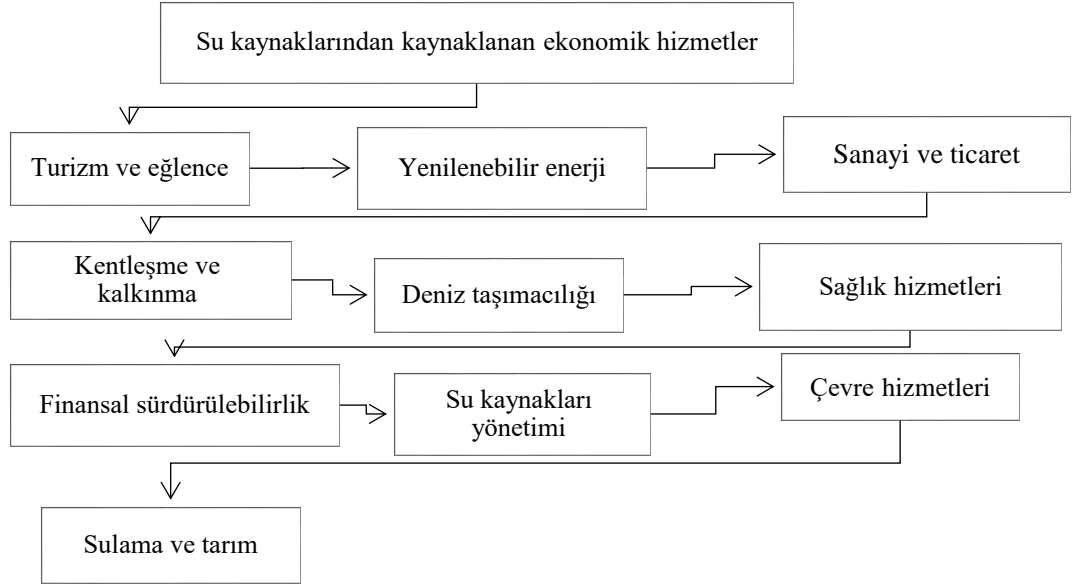 Su kaynaklarından kaynaklanan ekonomik hizmetler
Turizm ve eğlence
Yenilenebilir enerji
Sanayi ve ticaret
Kentleşme ve
kalkınma
Deniz taşımacılığı
Sağlık hizmetleri
Finansal sürdürülebilirlik
Su kaynakları
yönetimi
Çevre hizmetleri
Sulama ve tarım